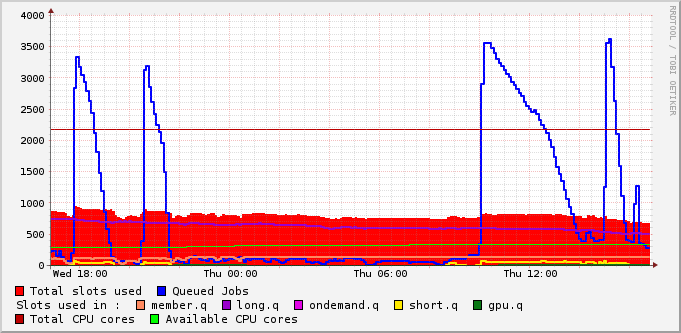 4000
3500
3000
2500
2000
1500
1000
500
0
Wed 18:00 Thu 00:00 Thu 06:00 Thu 12:00
RRDTOOL / TOBI OETIKER
Total slots used Queued Jobs
Slots used in : member.q long.q ondemand.q short.q gpu.q
Total CPU cores Available CPU cores